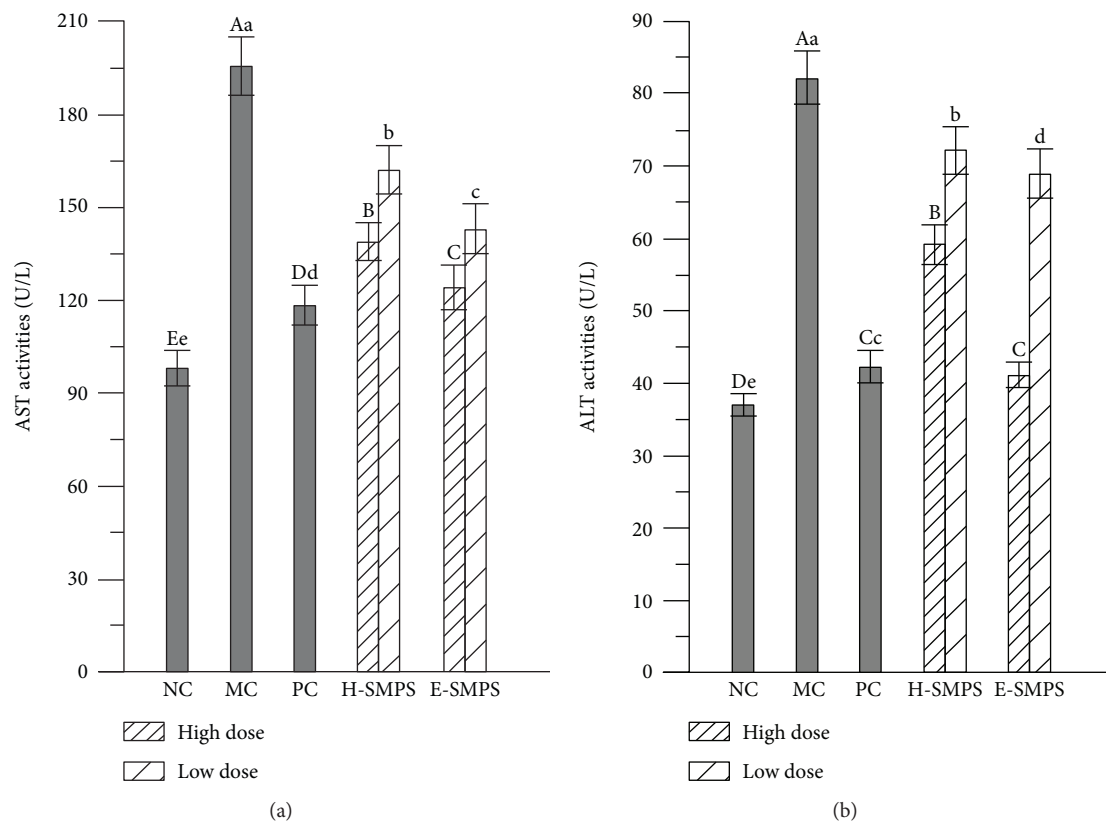 AST activities (U/L)
210
180
150
120
90
60
30
0
Ee
Aa
Dd
B
b
C
c
NC
MC
PC
H-SMPS
E-SMPS
High dose
Low dose
(a)
ALT activities (U/L)
90
80
70
60
50
40
30
20
10
0
De
Aa
Cc
B
b
C
d
NC
MC
PC
H-SMPS
E-SMPS
High dose
Low dose
(b)